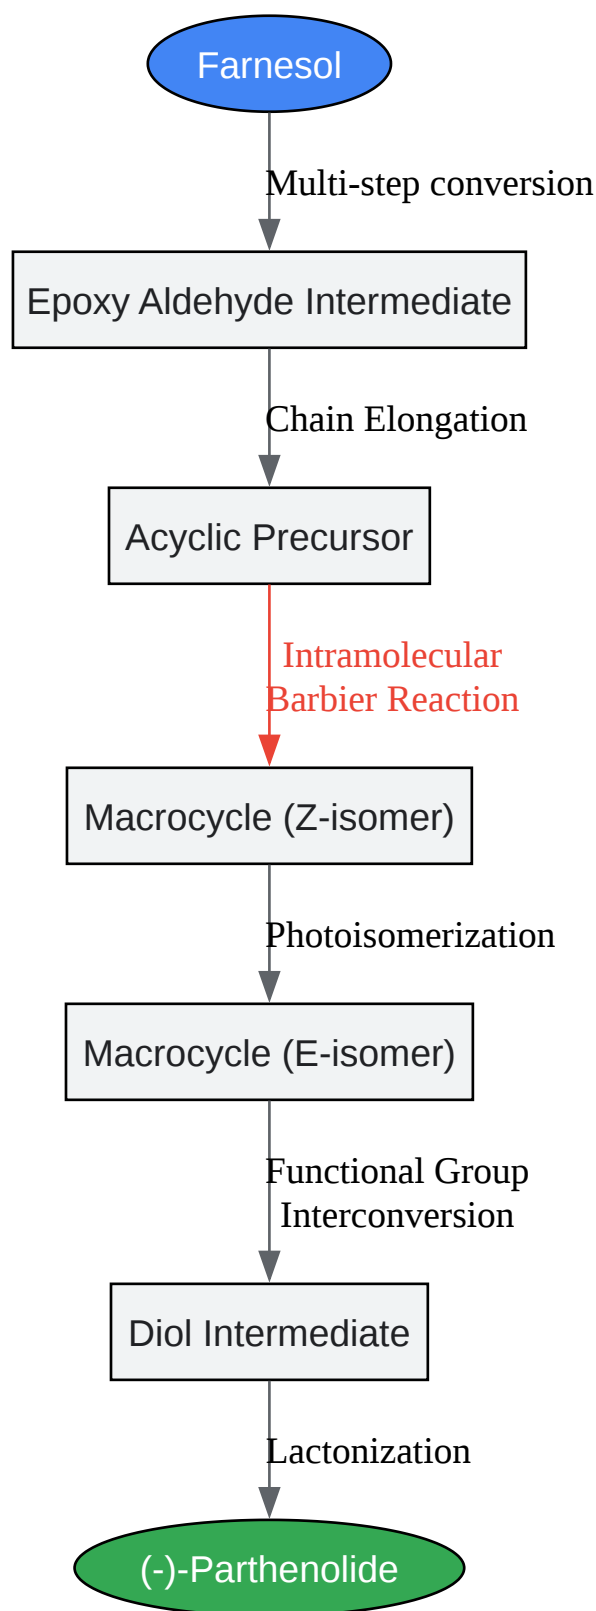 Farnesol
Multi-step conversion
Epoxy Aldehyde Intermediate
Chain Elongation
Acyclic Precursor
Intramolecular
Barbier Reaction
Macrocycle (Z-isomer)
Photoisomerization
Macrocycle (E-isomer)
Functional Group
Interconversion
Diol Intermediate
Lactonization
(-)-Parthenolide